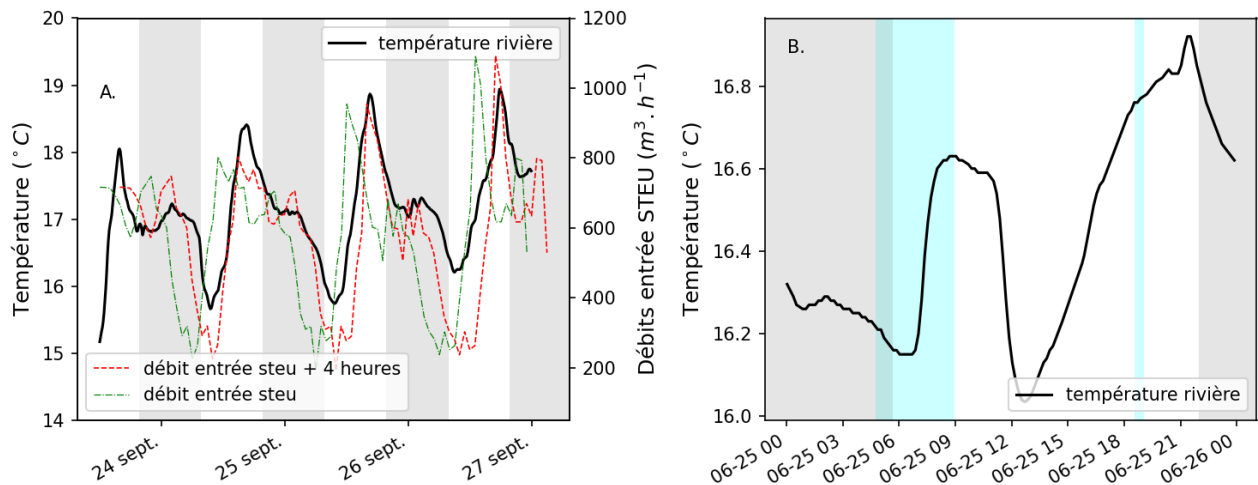 A.
température rivière
débit entrée steu + 4 heures
débit entrée steu
Température (°C)
20
19
18
17
16
15
14
1200
1000
800
600
400
200
Débits entrée STEU (m³.h⁻¹)
24 sept.
25 sept.
26 sept.
27 sept.
B.
température rivière
Température (°C)
16.8
16.6
16.4
16.2
16.0
06-25 00
06-25 03
06-25 06
06-25 09
06-25 12
06-25 15
06-25 18
06-25 21
06-26 00